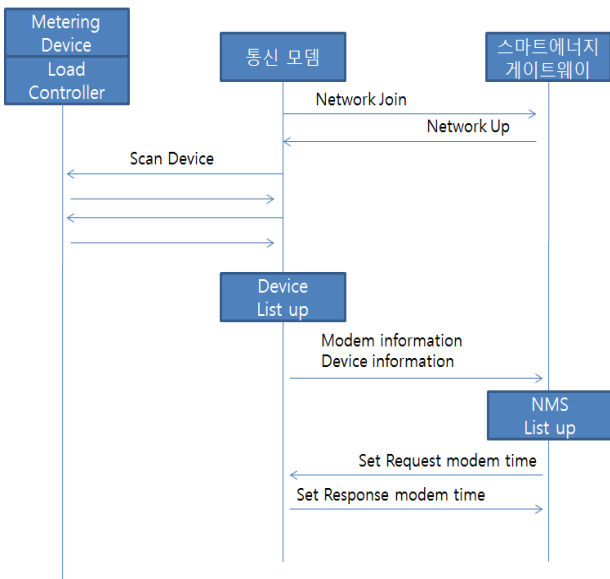 Metering
Device
Load
Controller
통신 모뎀
스마트에너지
게이트웨이
Network Join
Network Up
Scan Device
Device
List up
Modem information
Device information
NMS
List up
Set Request modem time
Set Response modem time